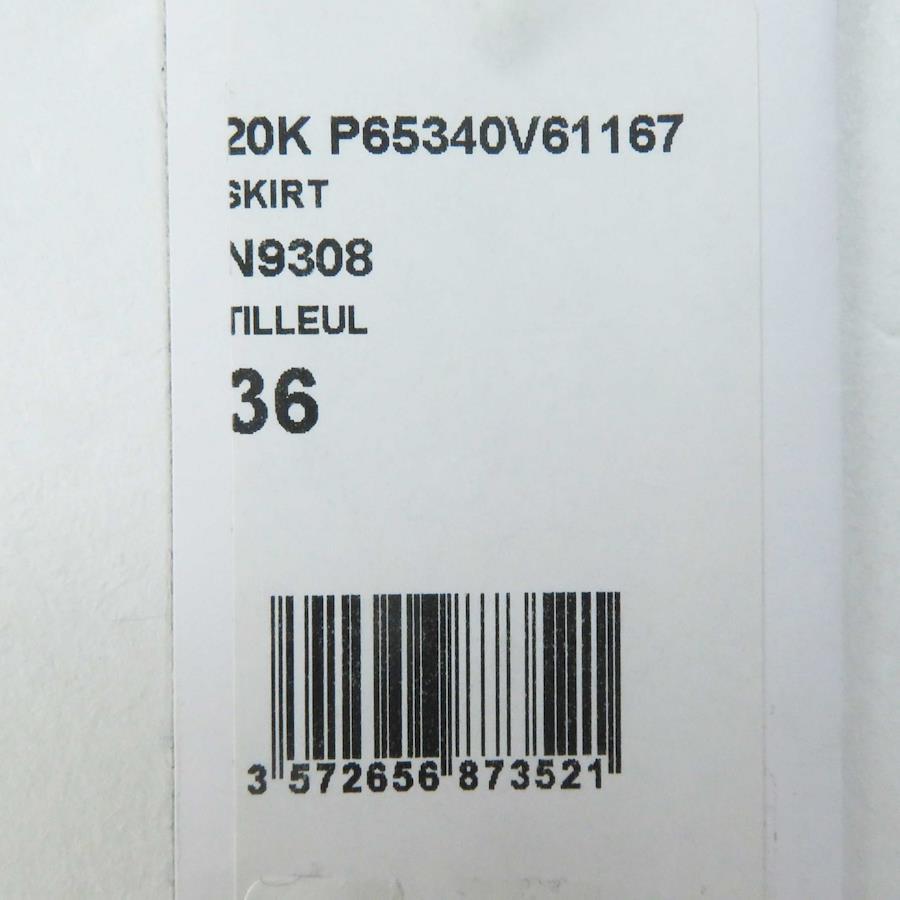 20K P65340V61167
SKIRT
N9308
TILLEUL
36
3 572656 873521